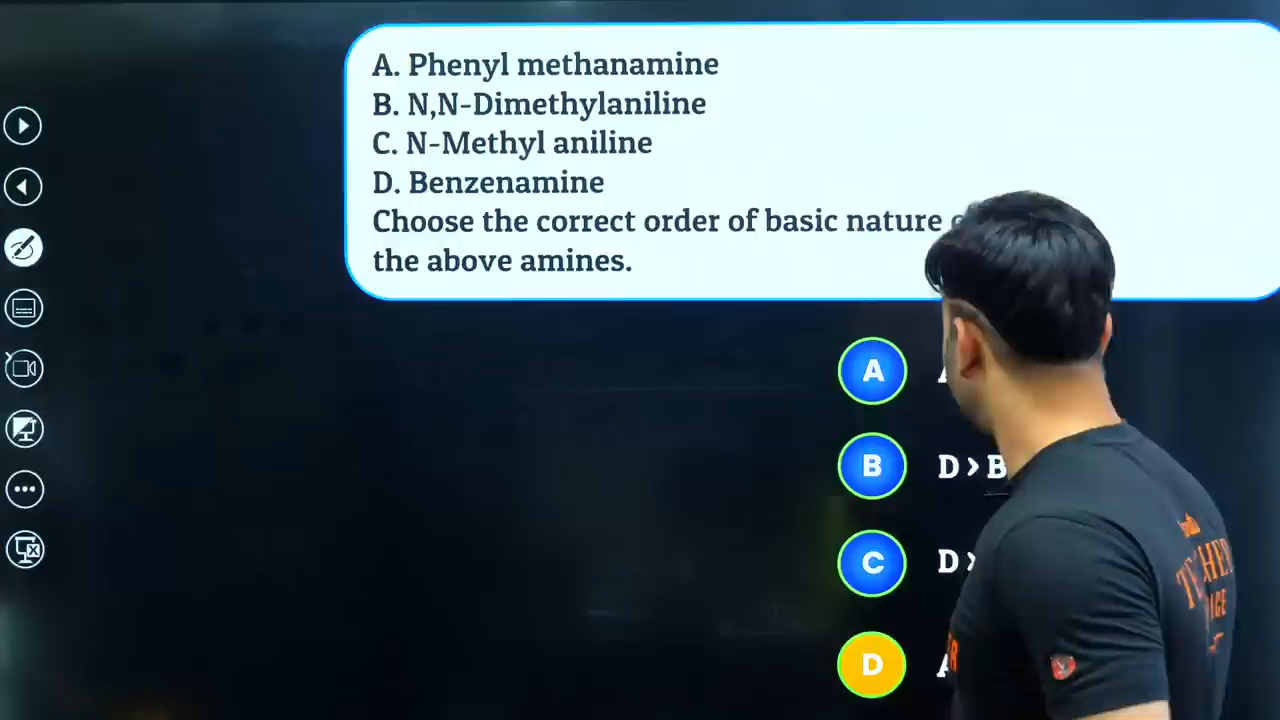 A. Phenyl methanamine
B. N,N-Dimethylaniline
C. N-Methyl aniline
D. Benzenamine
Choose the correct order of basic nature
the above amines.
A
B D > B
C D >
D